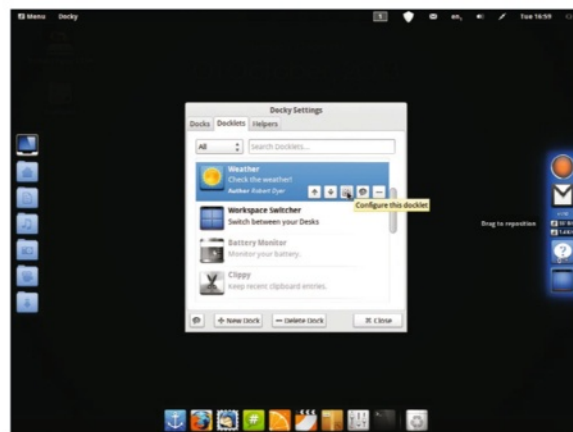 Menu Docky
1 en, Tue 16:59
Docky Settings
Docks Docklets Helpers
All Search Docklets...
Weather
Check the weather!
Author Robert Dyer
Configure this docklet
Workspace Switcher
Switch between your Desks
Drag to reposition
Battery Monitor
Monitor your battery.
Clippy
Keep recent clipboard entries.
New Dock Delete Dock Close